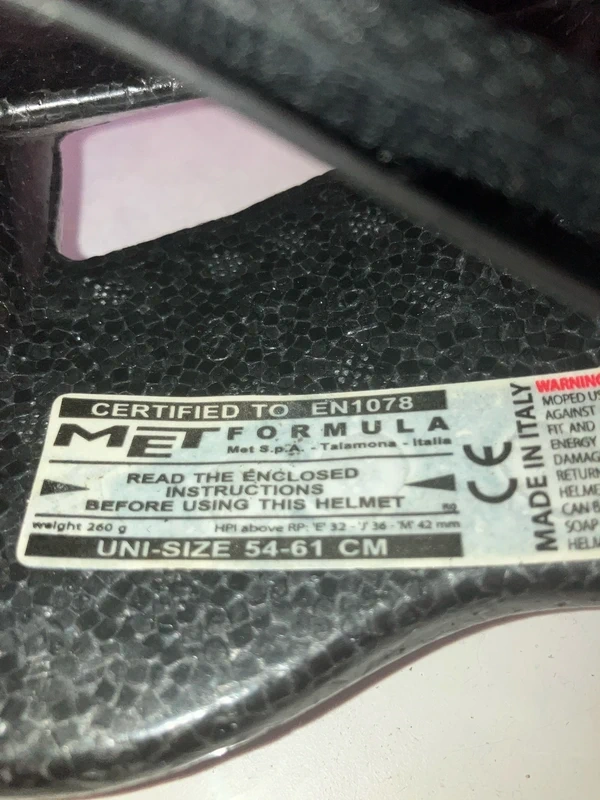 CERTIFIED TO EN1078
MET FORMULA
Met S.p.A. - Talamona - Italia
READ THE ENCLOSED
INSTRUCTIONS
BEFORE USING THIS HELMET
weight 260 g HPI above RP: 'E' 32 - 'J' 36 - 'M' 42 mm
UNI-SIZE 54-61 CM
CE
MADE IN ITALY
WARNING
MOPED US
AGAINST
FIT AND
ENERGY
DAMAG
RETURN
HELME
CAN B
SOAP
HELM